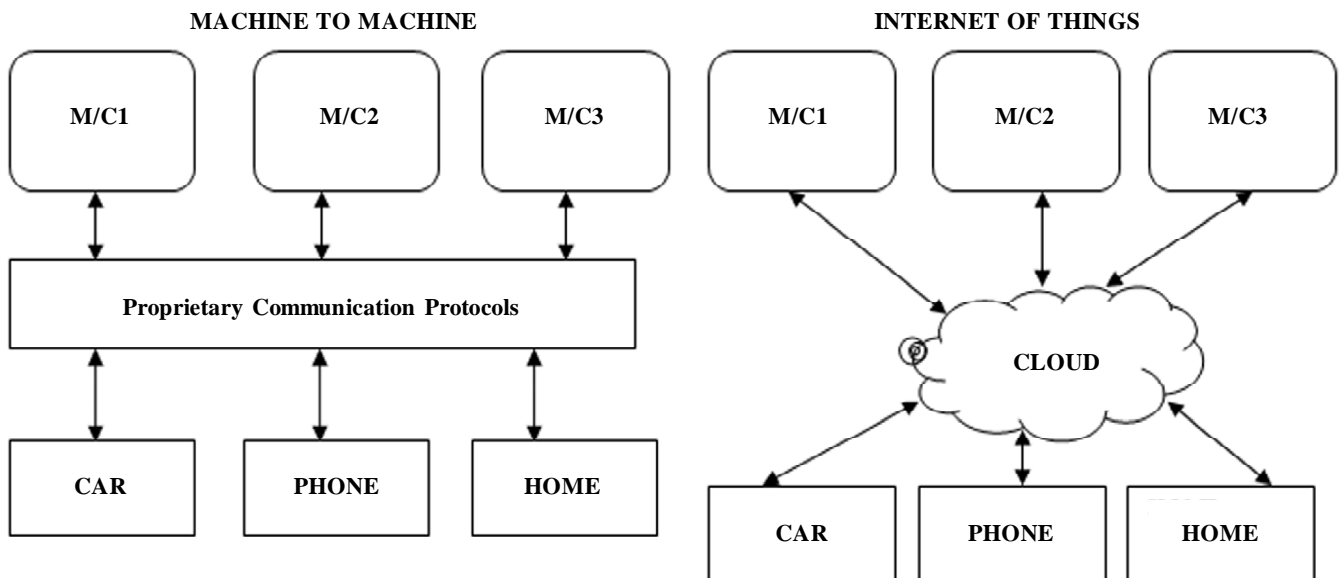 MACHINE TO MACHINE
M/C1
M/C2
M/C3
Proprietary Communication Protocols
CAR
PHONE
HOME
INTERNET OF THINGS
M/C1
M/C2
M/C3
CLOUD
CAR
PHONE
HOME